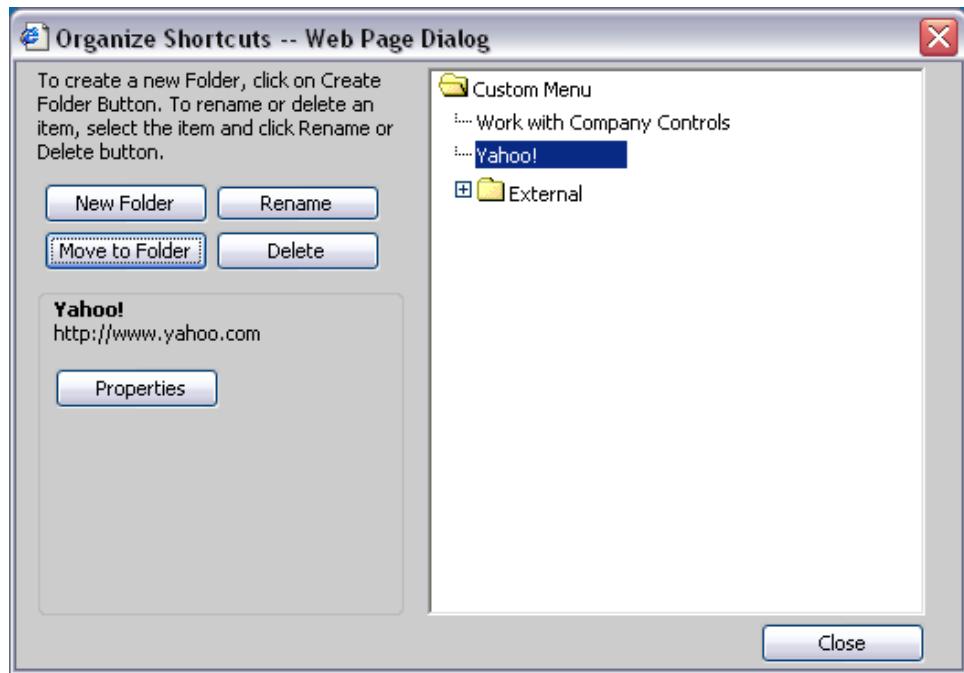 Organize Shortcuts -- Web Page Dialog
To create a new Folder, click on Create
Folder Button. To rename or delete an
item, select the item and click Rename or
Delete button.
New Folder
Rename
Move to Folder
Delete
Yahoo!
http://www.yahoo.com
Properties
Custom Menu
Work with Company Controls
Yahoo!
External
Close